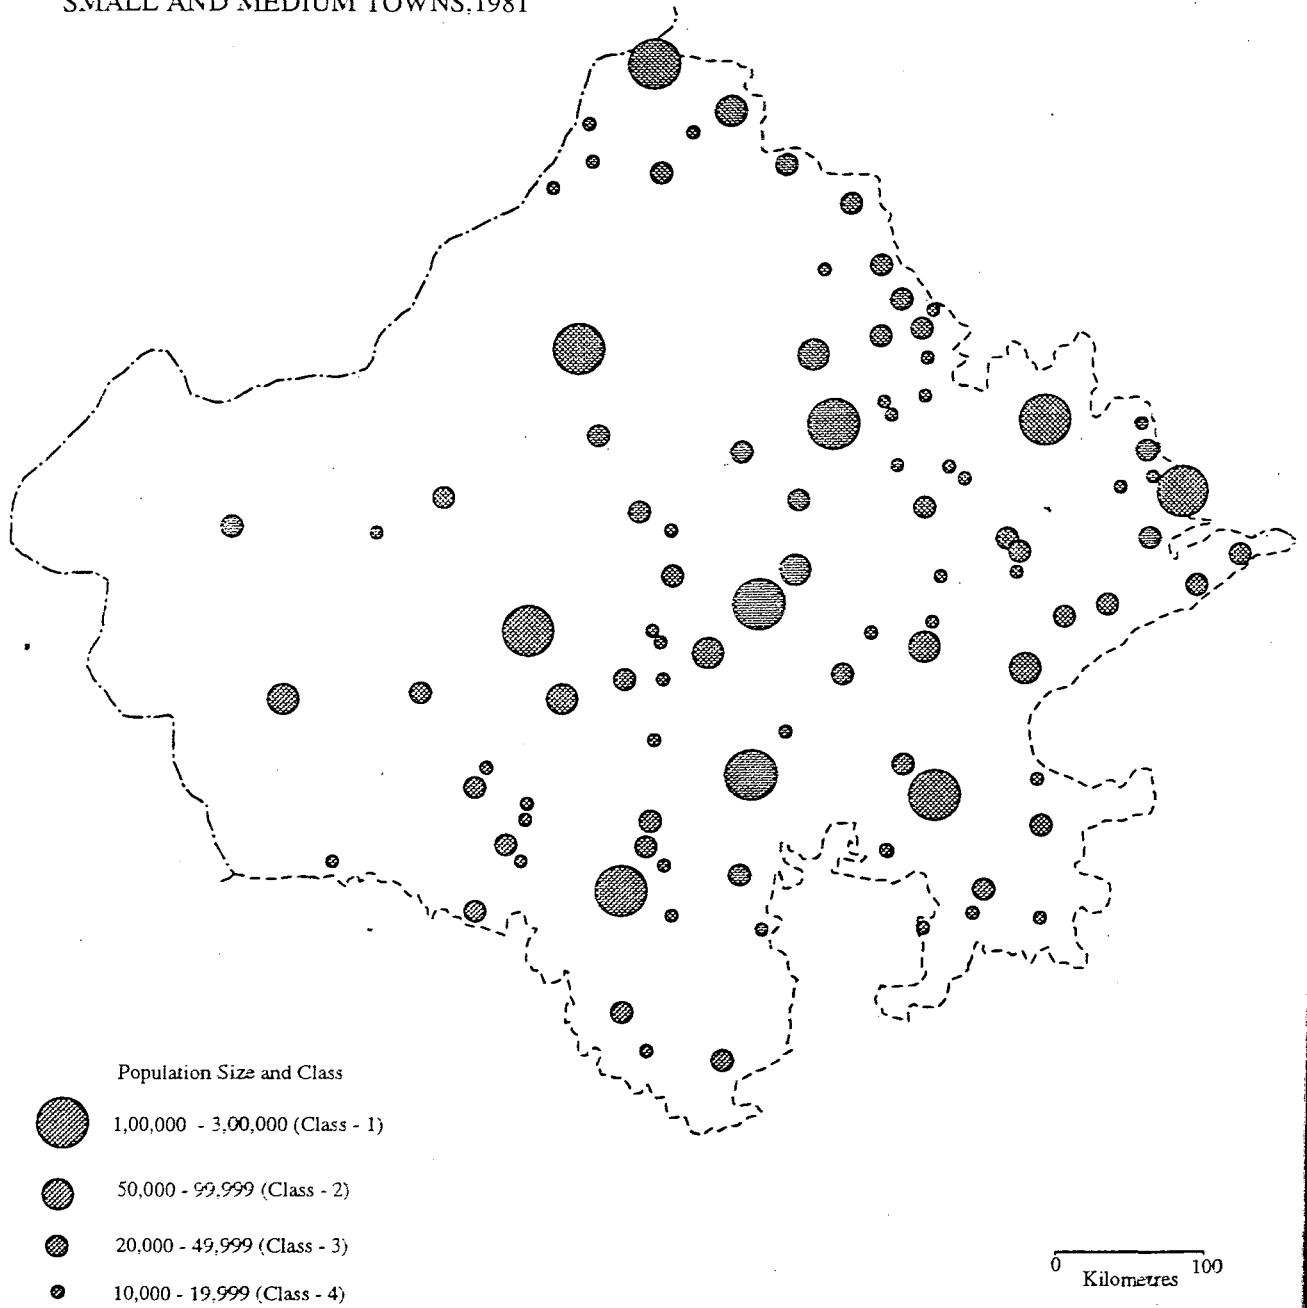 SMALL AND MEDIUM TOWNS,1981
Population Size and Class
1,00,000 - 3,00,000 (Class - 1)
50,000 - 99,999 (Class - 2)
20,000 - 49,999 (Class - 3)
10,000 - 19,999 (Class - 4)
0 100
Kilometres